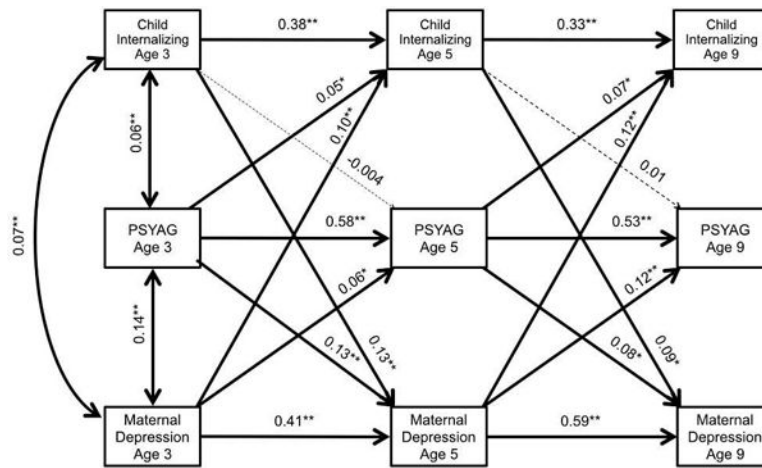 Child
Internalizing
Age 3
0.38**
Child
Internalizing
Age 5
0.33**
Child
Internalizing
Age 9
0.05*
0.10**
0.07*
0.12**
0.06**
-0.004
0.01
0.07**
PSYAG
Age 3
0.58**
PSYAG
Age 5
0.53**
PSYAG
Age 9
0.06*
0.12**
0.14**
0.13**
0.13**
0.08*
0.09*
Maternal
Depression
Age 3
0.41**
Maternal
Depression
Age 5
0.59**
Maternal
Depression
Age 9